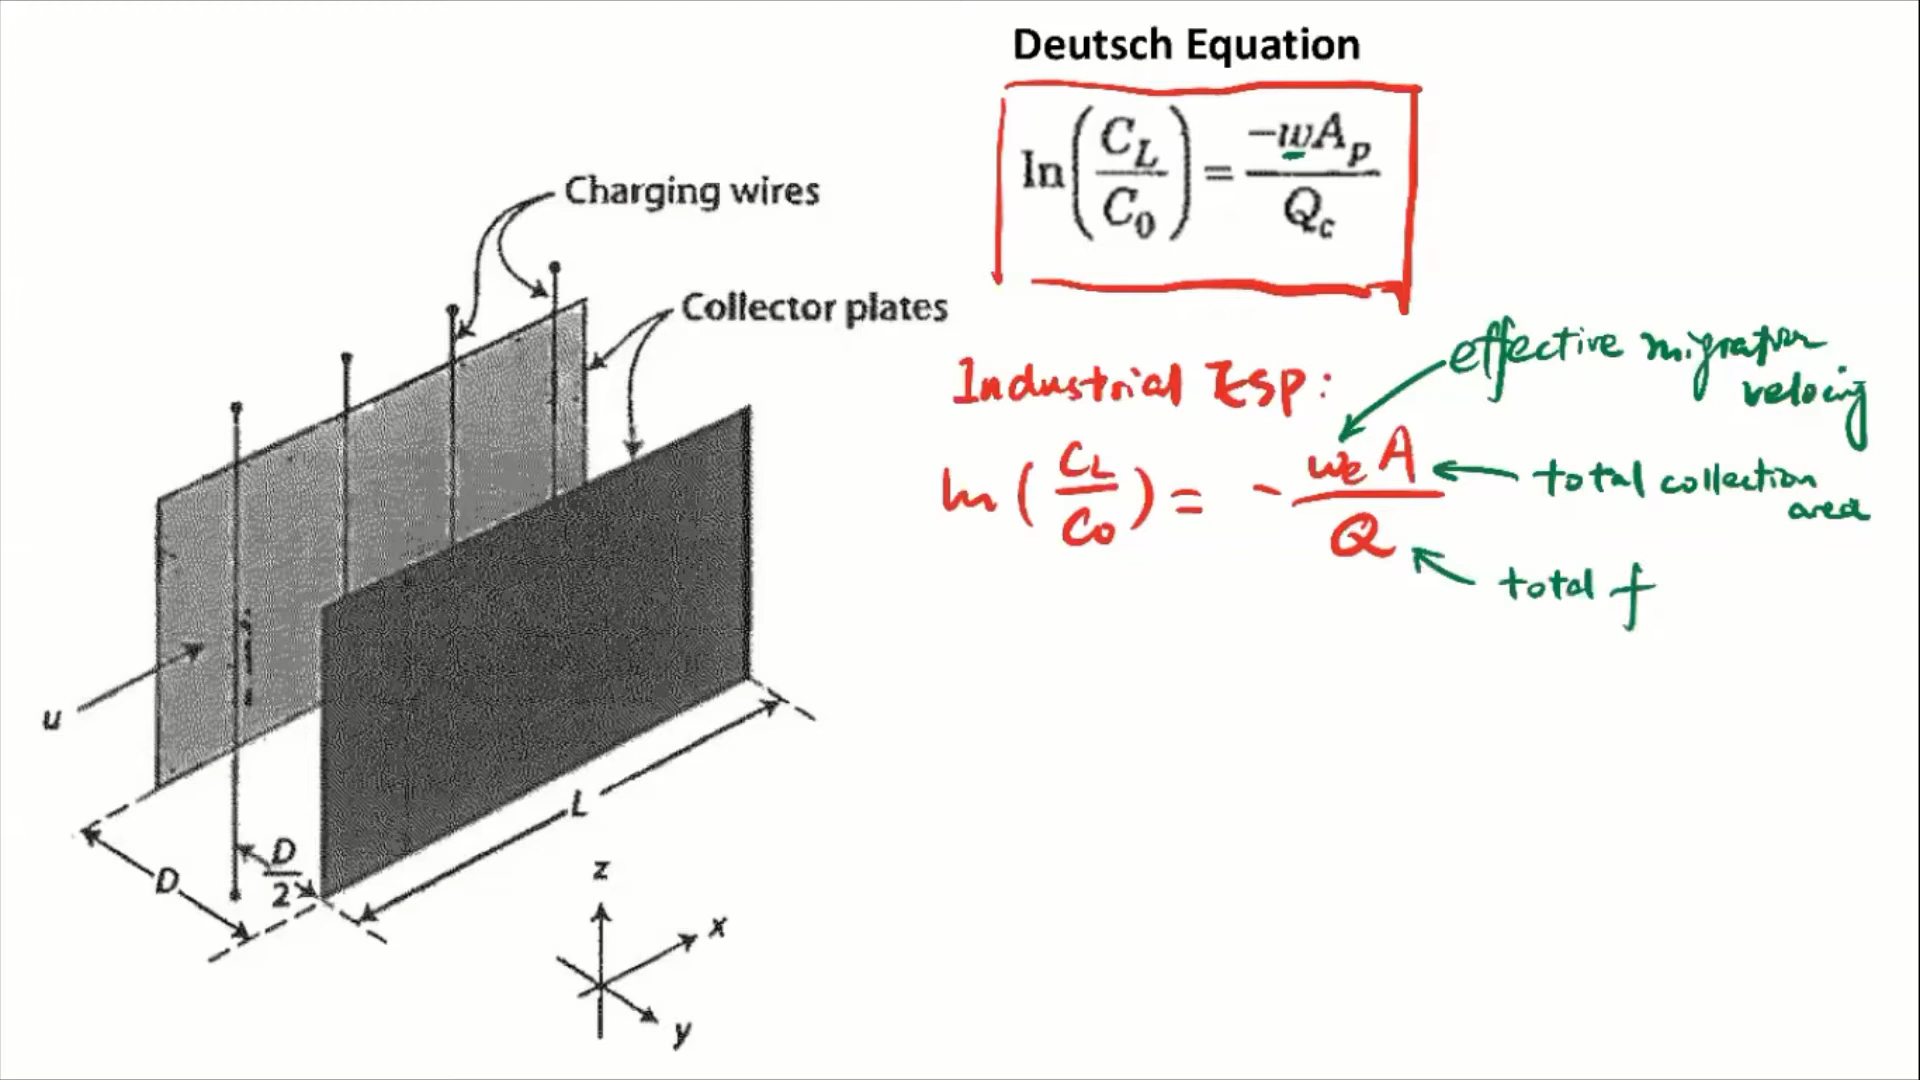 Deutsch Equation
ln(C_L/C_0) = -wA_p/Q_c
Charging wires
Collector plates
effective migration
velocity
Industrial ESP:
ln(C_L/C_0) = -w_e A/Q
total collection
area
total f
u
L
D
D/2
z
x
y